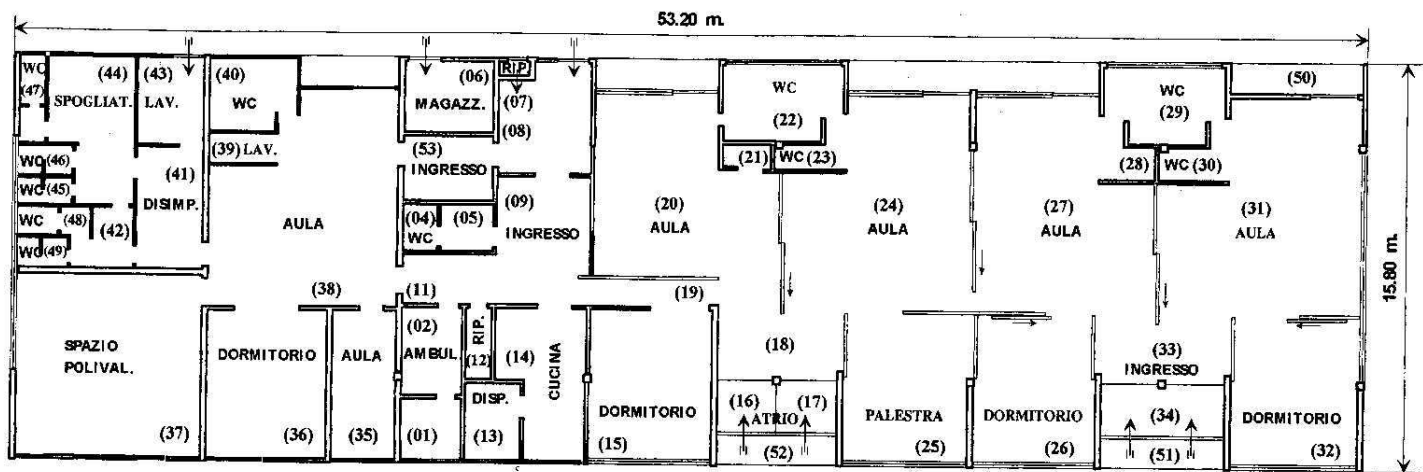 53.20 m.
WC
(47)
(44)
SPOGLIAT.
(43)
LAV.
(40)
WC
(06)
MAGAZZ.
RIP.
(07)
(08)
WC
(22)
WC
(29)
(50)
(39) LAV.
(53)
INGRESSO
(21)
WC (23)
(28)
WC (30)
WC (46)
WC (45)
(41)
DISIMP.
WC
(48)
(42)
WC (49)
AULA
(04)
WC
(05)
(09)
INGRESSO
(20)
AULA
(24)
AULA
(27)
AULA
(31)
AULA
15.80 m.
(38)
(11)
(19)
SPAZIO
POLIVAL.
DORMITORIO
AULA
(02)
AMBUL.
RIP.
(12)
(14)
CUCINA
(18)
(33)
INGRESSO
DISP.
DORMITORIO
(16)
ATRIO
(17)
PALESTRA
DORMITORIO
(34)
DORMITORIO
(37)
(36)
(35)
(01)
(13)
(15)
(52)
(25)
(26)
(51)
(32)